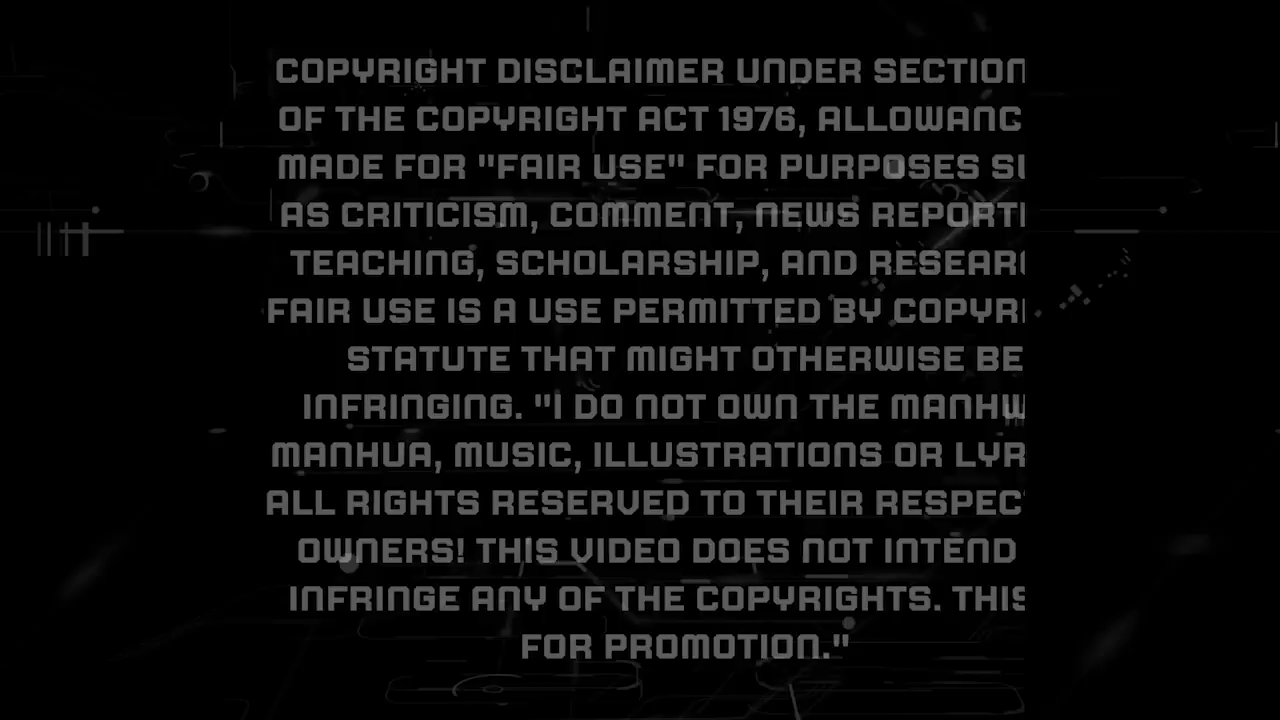 COPYRIGHT DISCLAIMER UNDER SECTION
OF THE COPYRIGHT ACT 1976, ALLOWANC
MADE FOR "FAIR USE" FOR PURPOSES
AS CRITICISM, COMMENT, NEWS REPORTI
TEACHING, SCHOLARSHIP, AND RESEAR
FAIR USE IS A USE PERMITTED BY COPYRI
STATUTE THAT MIGHT OTHERWISE BE
INFRINGING. "I DO NOT OWN THE MANHW
MANHUA, MUSIC, ILLUSTRATIONS OR LYR
ALL RIGHTS RESERVED TO THEIR RESPEC
OWNERS! THIS VIDEO DOES NOT INTEND
INFRINGE ANY OF THE COPYRIGHTS. THIS
FOR PROMOTION."